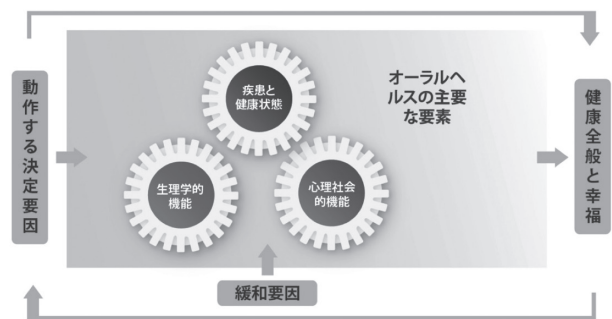 動作する決定要因
疾患と
健康状態
生理学的
機能
心理社会
的機能
オーラルヘ
ルスの主要
な要素
健康全般と幸福
緩和要因